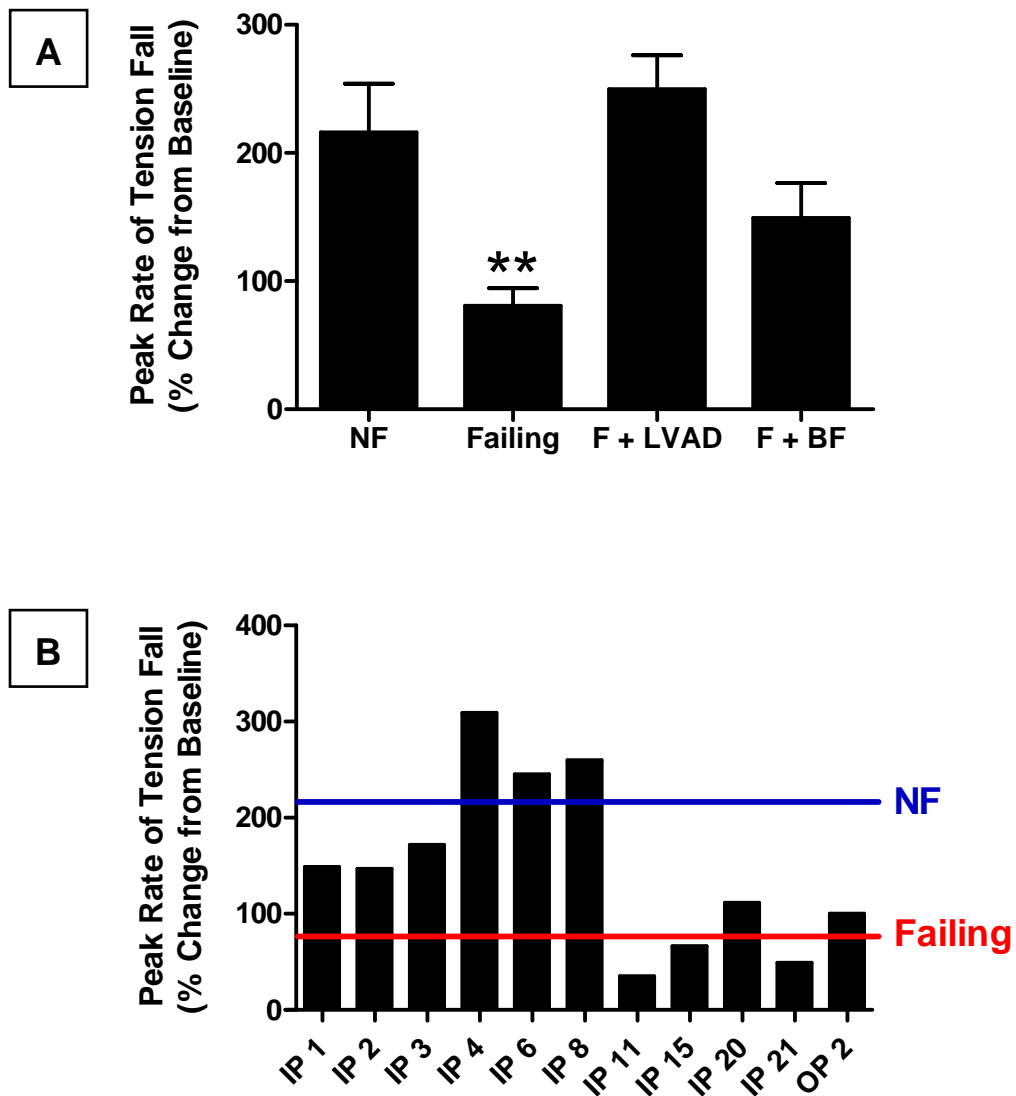 A
Peak Rate of Tension Fall
(% Change from Baseline)
300
200
100
0
**
NF
Failing
F + LVAD
F + BF
B
Peak Rate of Tension Fall
(% Change from Baseline)
400
300
200
100
0
NF
Failing
IP 1
IP 2
IP 3
IP 4
IP 6
IP 8
IP 11
IP 15
IP 20
IP 21
OP 2